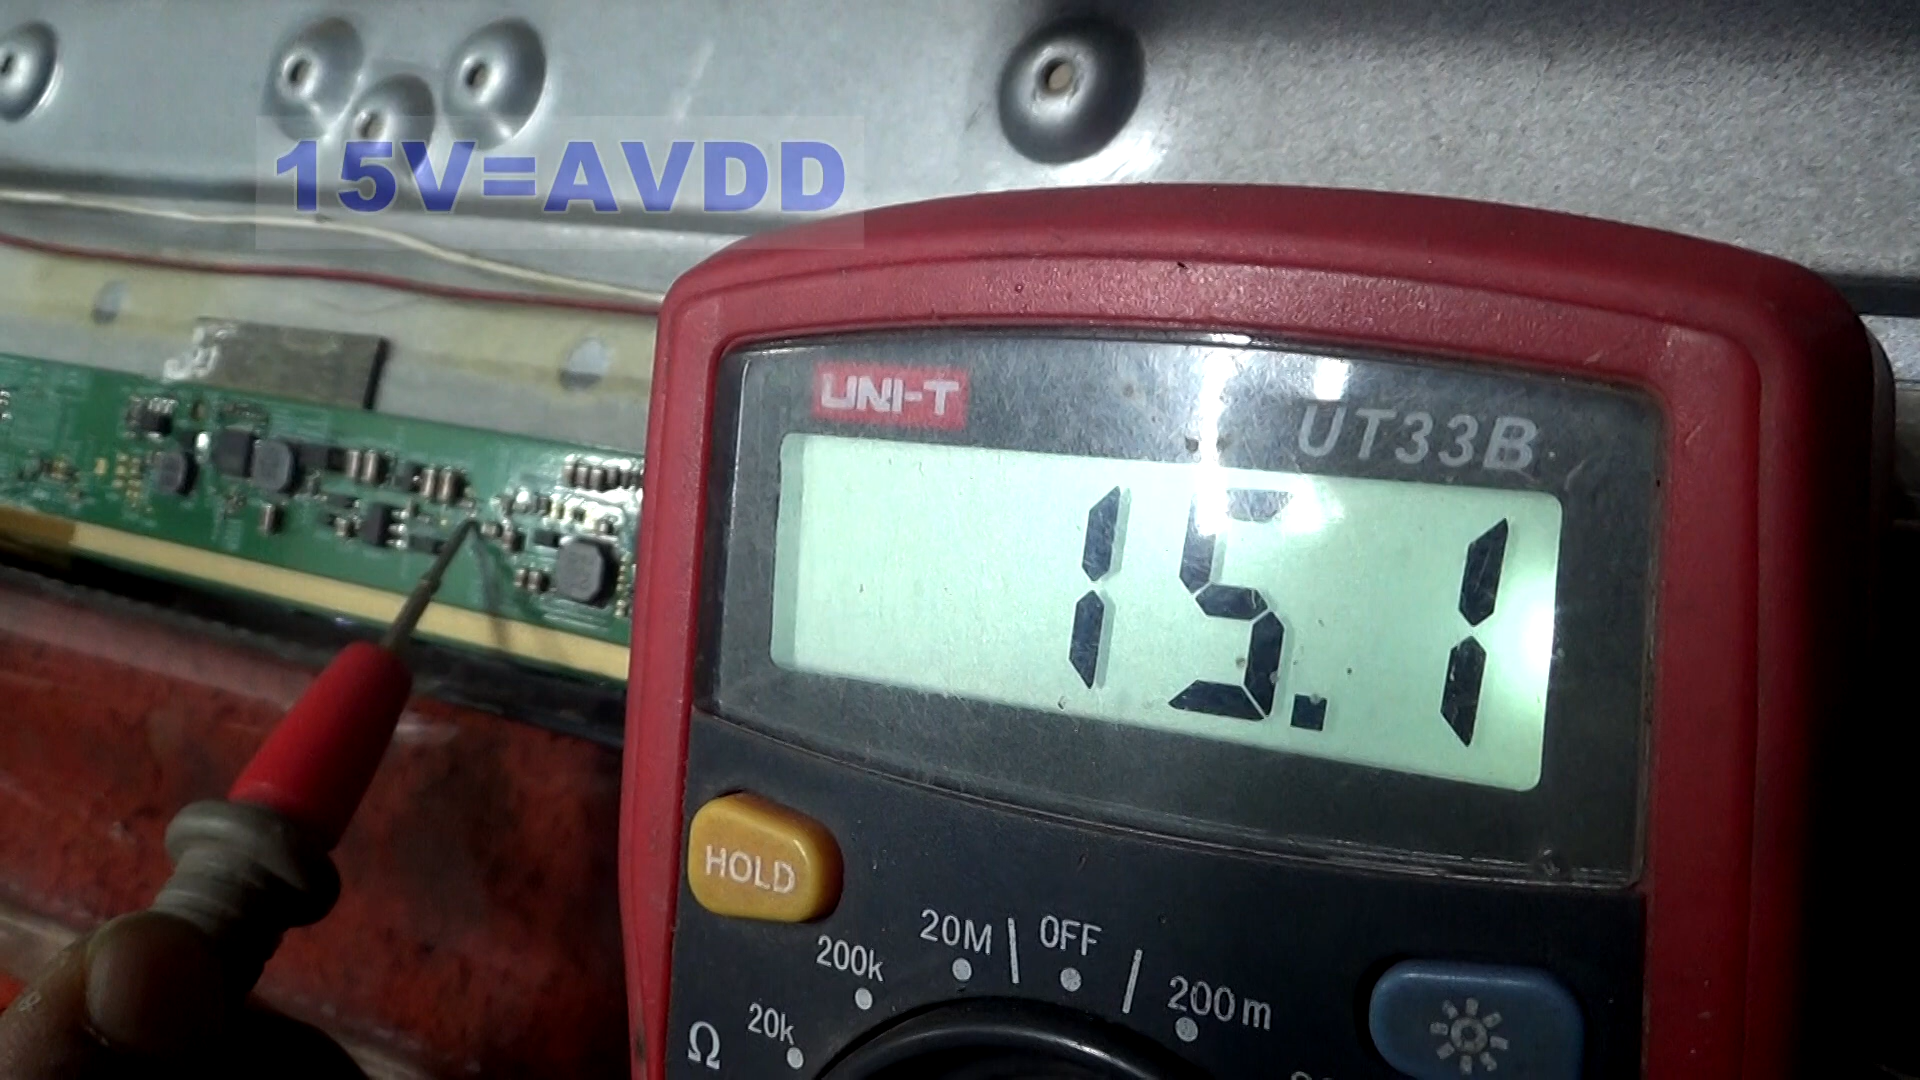 15V=AVDD
UNI-T
UT33B
15.1
HOLD
20M
OFF
200k
200m
20k
Ω